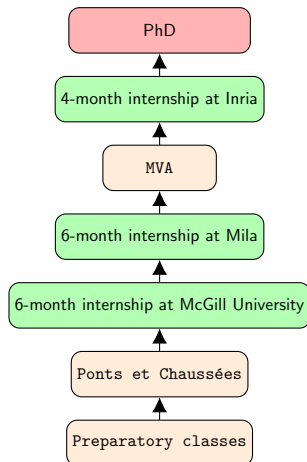 PhD
4-month internship at Inria
MVA
6-month internship at Mila
6-month internship at McGill University
Ponts et Chaussées
Preparatory classes